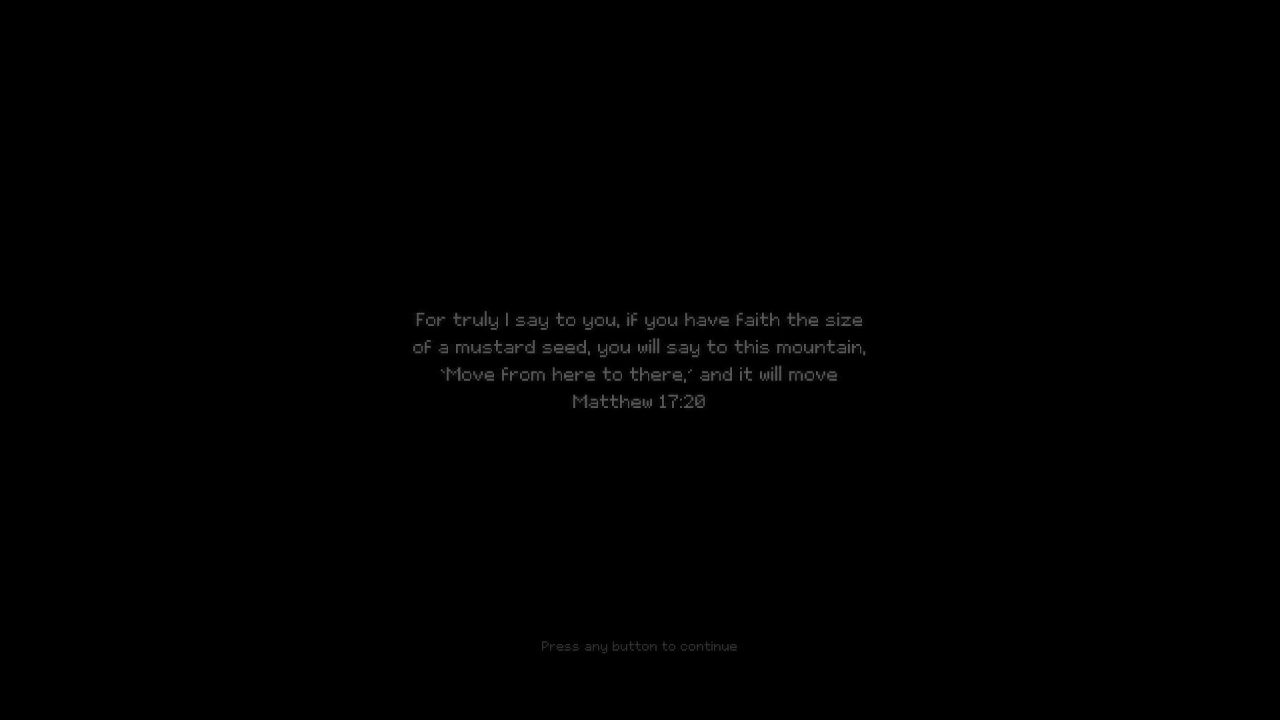 For truly I say to you, if you have faith the size
of a mustard seed, you will say to this mountain,
`Move from here to there,´ and it will move
Matthew 17:20
Press any button to continue